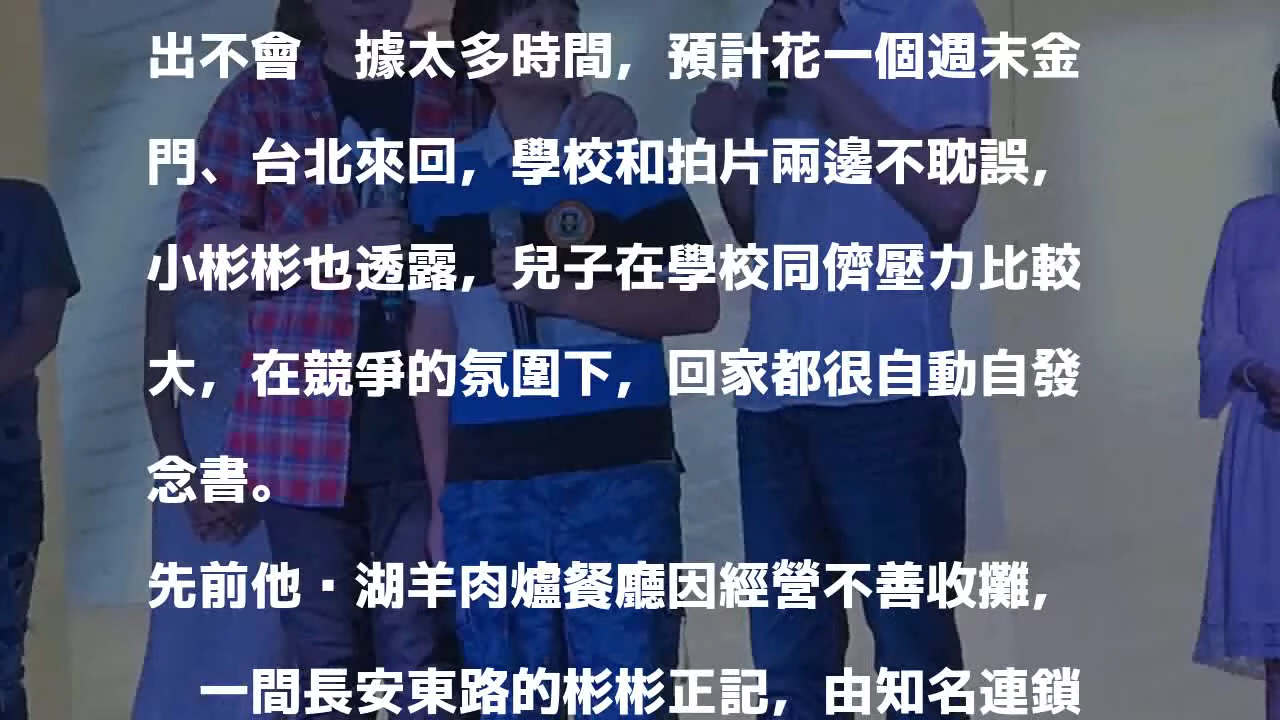 出不會　據太多時間，預計花一個週末金
門、台北來回，學校和拍片兩邊不耽誤，
小彬彬也透露，兒子在學校同儕壓力比較
大，在競爭的氛圍下，回家都很自動自發
念書。
先前他·湖羊肉爐餐廳因經營不善收攤，
　一間長安東路的彬彬正記，由知名連鎖